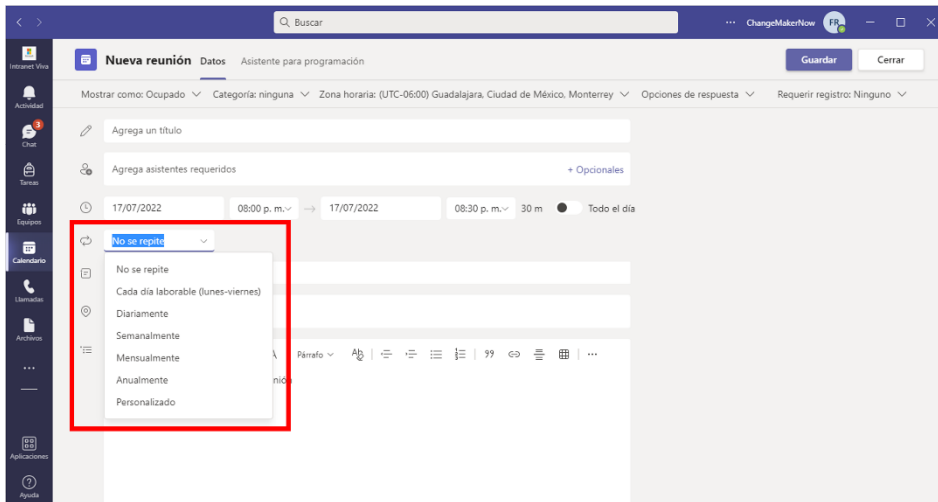 Buscar
ChangeMakerNow
FR
Intranet Viva
Nueva reunión
Datos
Asistente para programación
Guardar
Cerrar
Actividad
Mostrar como: Ocupado
Categoría: ninguna
Zona horaria: (UTC-06:00) Guadalajara, Ciudad de México, Monterrey
Opciones de respuesta
Requerir registro: Ninguno
3
Chat
Agrega un título
Tareas
Agrega asistentes requeridos
+ Opcionales
Equipos
17/07/2022
08:00 p. m.
17/07/2022
08:30 p. m.
30 m
Todo el día
Calendario
No se repite
No se repite
Cada día laborable (lunes-viernes)
Diariamente
Semanalmente
Mensualmente
Anualmente
Personalizado
Llamadas
Archivos
Párrafo
Aplicaciones
Ayuda